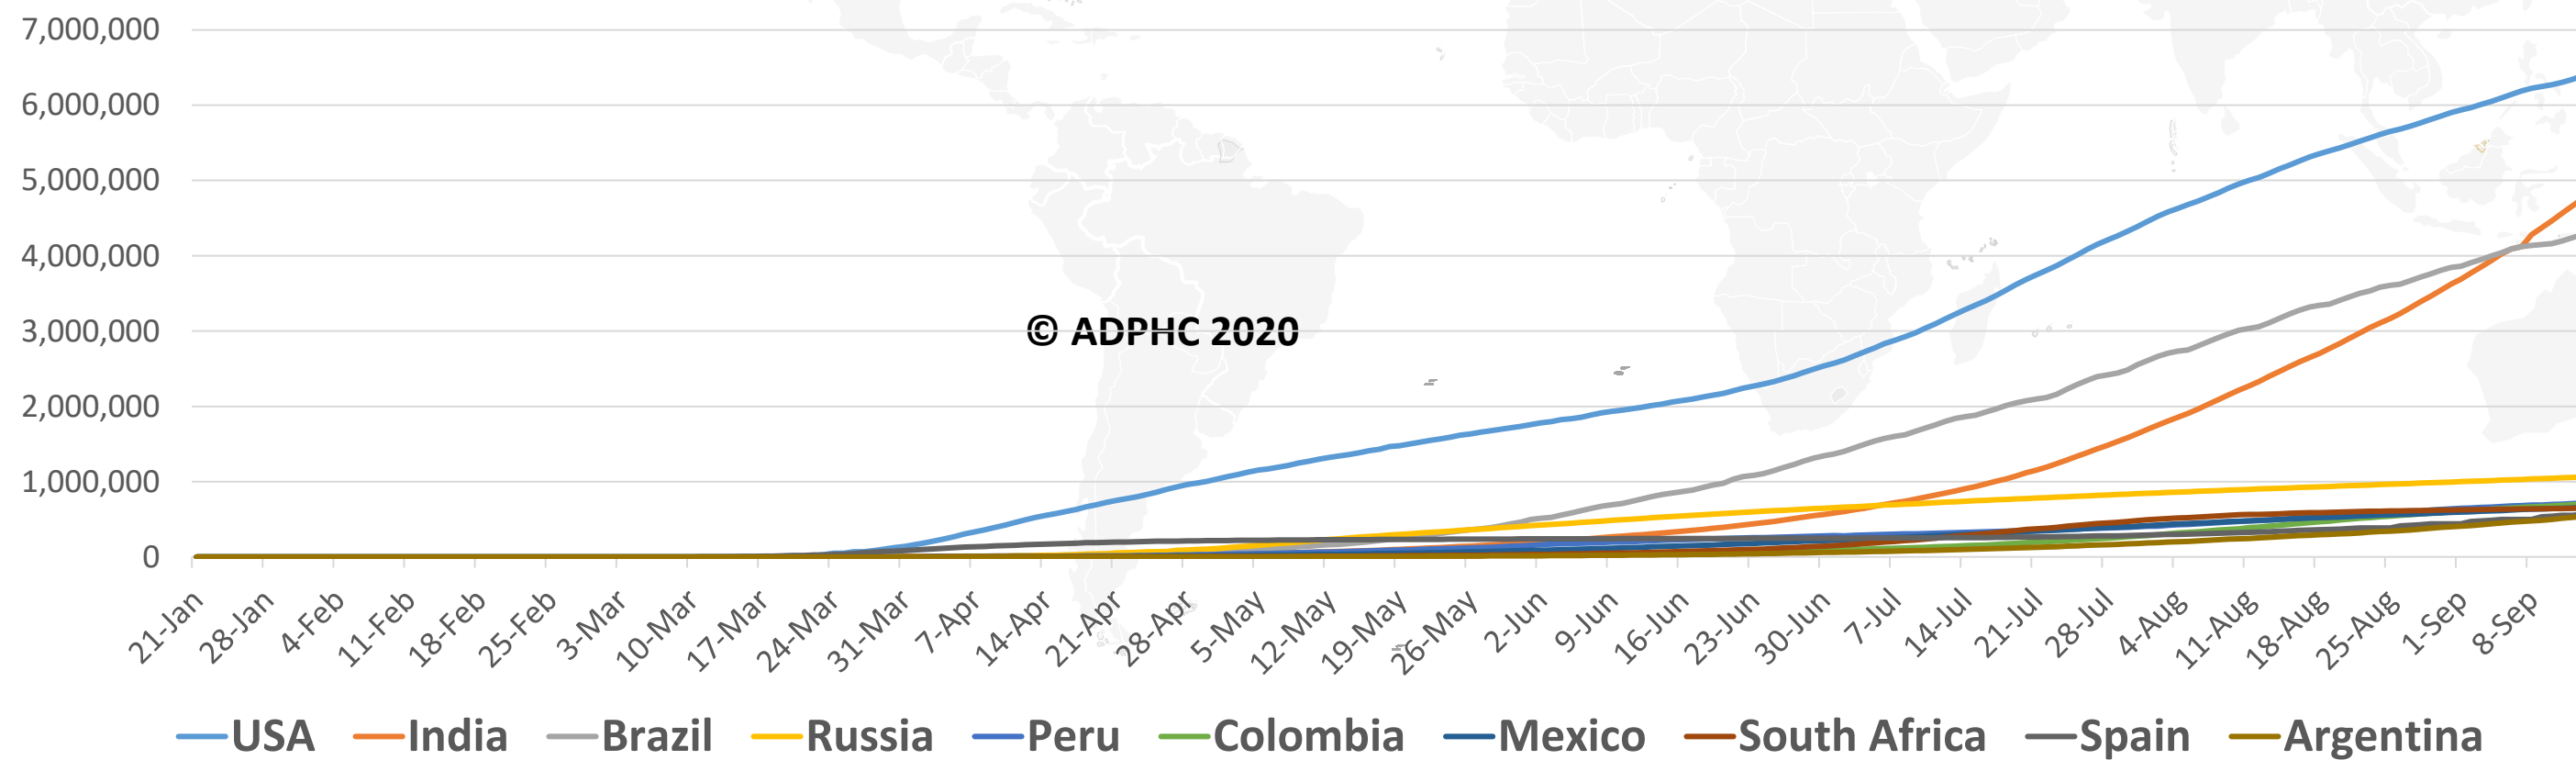 7,000,000
6,000,000
5,000,000
4,000,000
3,000,000
© ADPHC 2020
2,000,000
1,000,000
0
21-Jan 28-Jan 4-Feb 11-Feb 18-Feb 25-Feb 3-Mar 10-Mar 17-Mar 24-Mar 31-Mar 7-Apr 14-Apr 21-Apr 28-Apr 5-May 12-May 19-May 26-May 2-Jun 9-Jun 16-Jun 23-Jun 30-Jun 7-Jul 14-Jul 21-Jul 28-Jul 4-Aug 11-Aug 18-Aug 25-Aug 1-Sep 8-Sep
USA India Brazil Russia Peru Colombia Mexico South Africa Spain Argentina